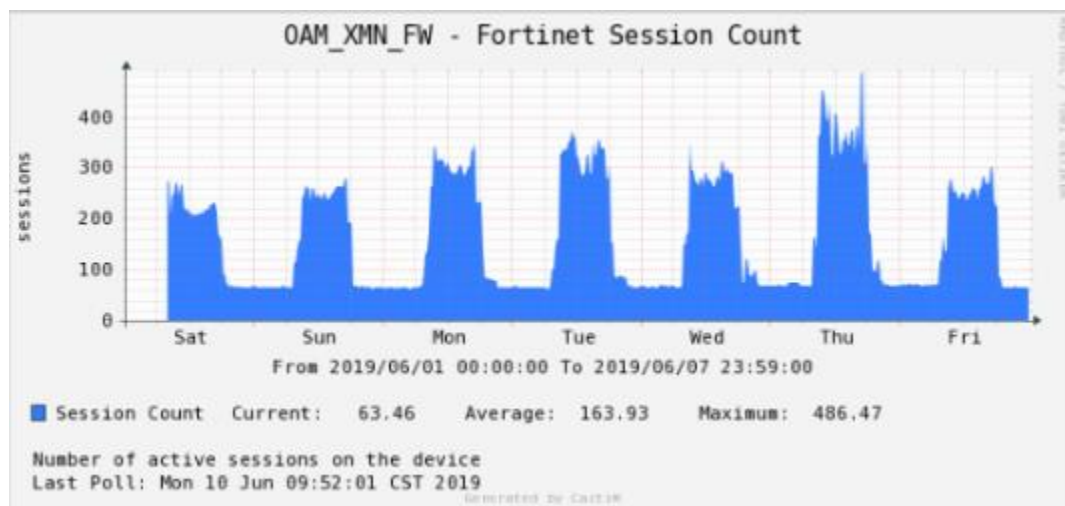 OAM_XMN_FW - Fortinet Session Count
sessions
400
300
200
100
0
Sat Sun Mon Tue Wed Thu Fri
From 2019/06/01 00:00:00 To 2019/06/07 23:59:00
Session Count Current: 63.46 Average: 163.93 Maximum: 486.47
Number of active sessions on the device
Last Poll: Mon 10 Jun 09:52:01 CST 2019
Generated by Cacti®